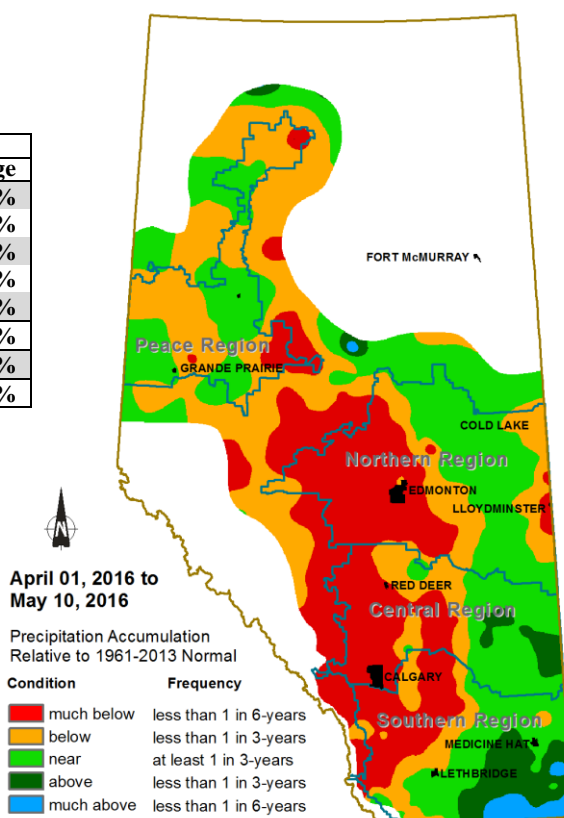 ge
%
%
%
%
%
%
%
%
FORT McMURRAY
Peace Region
GRANDE PRAIRIE
COLD LAKE
Northern Region
EDMONTON
LLOYDMINSTER
N
April 01, 2016 to
May 10, 2016
RED DEER
Central Region
Precipitation Accumulation
Relative to 1961-2013 Normal
CALGARY
Condition Frequency
much below less than 1 in 6-years
below less than 1 in 3-years
near at least 1 in 3-years
above less than 1 in 3-years
much above less than 1 in 6-years
Southern Region
MEDICINE HAT
LETHBRIDGE